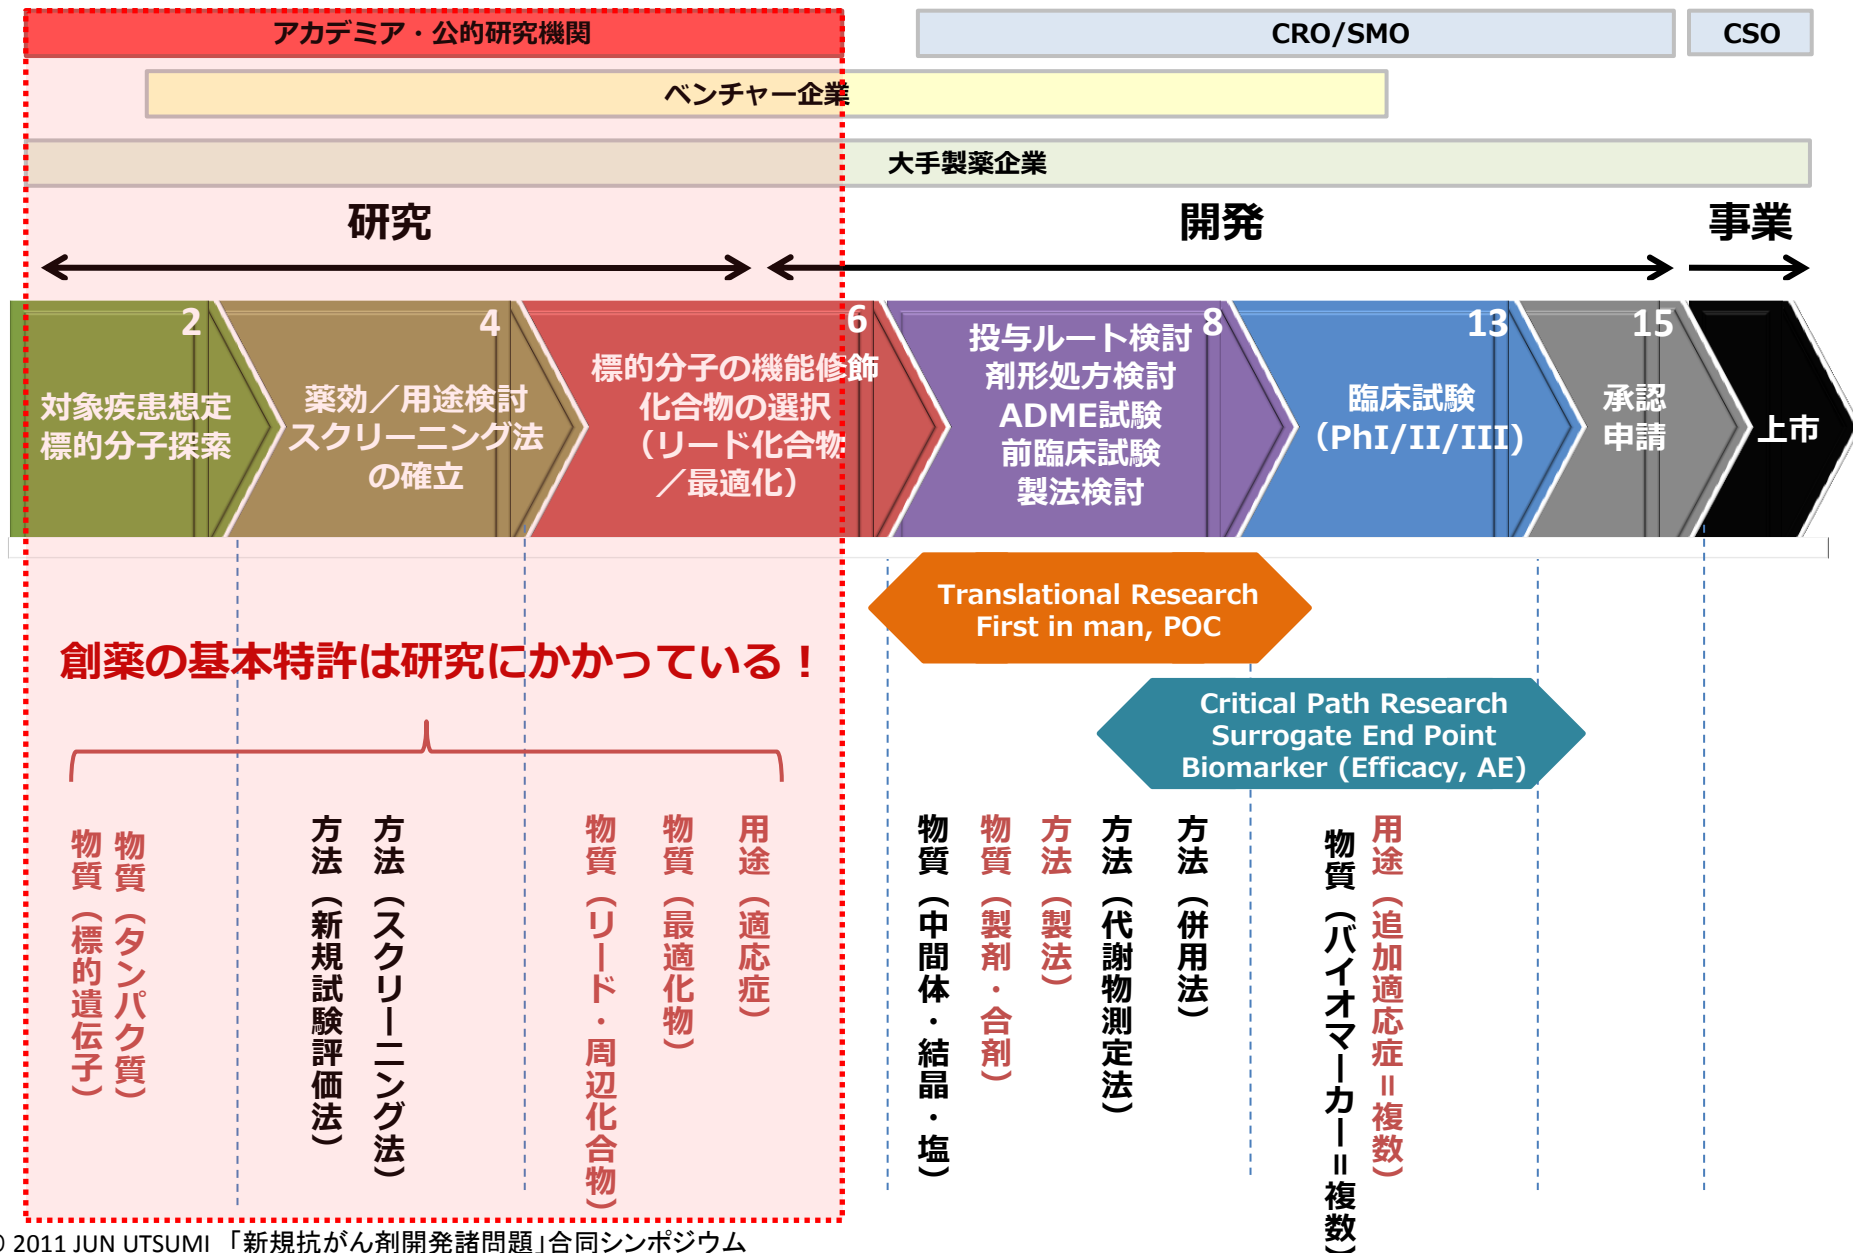 アカデミア・公的研究機関
CRO/SMO
CSO
ベンチャー企業
大手製薬企業
研究
開発
事業
2
対象疾患想定
標的分子探索
4
薬効／用途検討
スクリーニング法
の確立
6
標的分子の機能修飾
化合物の選択
（リード化合物
／最適化）
8
投与ルート検討
剤形処方検討
ADME試験
前臨床試験
製法検討
13
臨床試験
（PhI/II/III）
15
承認
申請
上市
Translational Research
First in man, POC
創薬の基本特許は研究にかかっている！
Critical Path Research
Surrogate End Point
Biomarker (Efficacy, AE)
物質（標的遺伝子）
物質（タンパク質）
方法（新規試験評価法）
方法（スクリーニング法）
物質（リード・周辺化合物）
物質（最適化物）
用途（適応症）
物質（中間体・結晶・塩）
物質（製剤・合剤）
方法（製法）
方法（代謝物測定法）
方法（併用法）
物質（バイオマーカー＝複数）
用途（追加適応症＝複数）
© 2011 JUN UTSUMI 「新規抗がん剤開発諸問題」合同シンポジウム